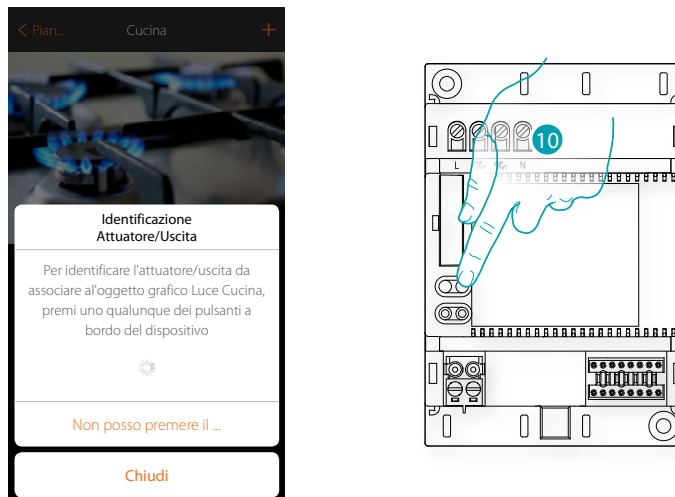 Pian...
Cucina
+
Identificazione
Attuatore/Uscita
Per identificare l'attuatore/uscita da
associare al'oggetto grafico Luce Cucina,
premi uno qualunque dei pulsanti a
bordo del dispositivo
Non posso premere il ...
Chiudi
10
L
N